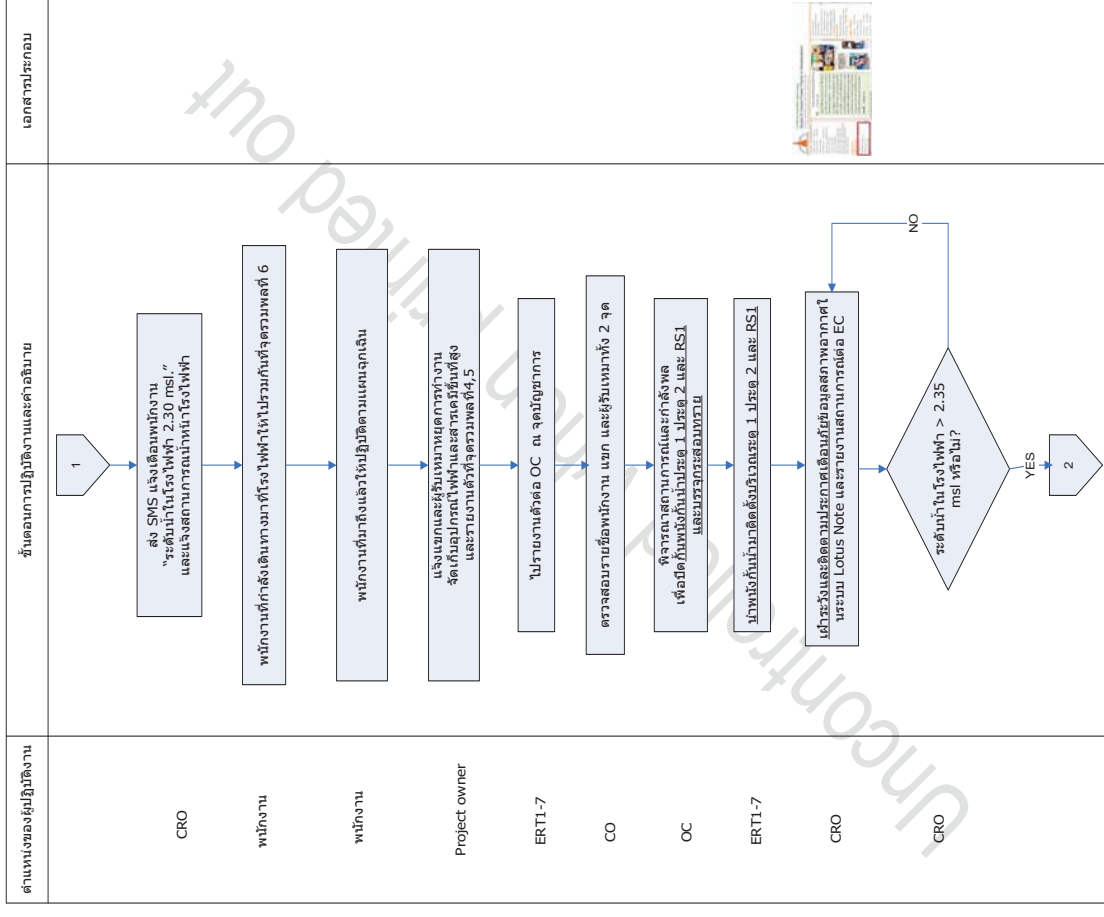 ตำแหน่งของผู้ปฏิบัติงาน
ขั้นตอนการปฏิบัติงานและคำอธิบาย
เอกสารประกอบ
1
CRO
ส่ง SMS แจ้งเตือนพนักงาน
“ระดับน้ำในโรงไฟฟ้า 2.30 msl.”
และแจ้งสถานการณ์น้ำหน้าโรงไฟฟ้า
พนักงาน
พนักงานที่กำลังเดินทางมาที่โรงไฟฟ้าให้ไปรวมกันที่จุดรวมพลที่ 6
พนักงาน
พนักงานที่มาถึงแล้วให้ปฏิบัติตามแผนฉุกเฉิน
Project owner
แจ้งแขกและผู้รับเหมาหยุดการทำงาน
จัดเก็บอุปกรณ์ไฟฟ้าและสารเคมีขึ้นที่สูง
และรายงานตัวที่จุดรวมพลที่4,5
ERT1-7
ไปรายงานตัวต่อ OC ณ จุดบัญชาการ
CO
ตรวจสอบรายชื่อพนักงาน แขก และผู้รับเหมาทั้ง 2 จุด
OC
พิจารณาสถานการณ์และกำลังพล
เพื่อปิดกั้นพนังกั้นน้ำประตู 1 ประตู 2 และ RS1
และบรรจุกระสอบทราย
ERT1-7
นำพนังกั้นน้ำมาติดตั้งบริเวณระตู 1 ประตู 2 และ RS1
CRO
เฝ้าระวังและติดตามประกาศเตือนภัยข้อมูลสภาพอากาศใ
นระบบ Lotus Note และรายงานสถานการณ์ต่อ EC
CRO
ระดับน้ำในโรงไฟฟ้า > 2.35
msl หรือไม่?
NO
YES
2
Uncontrolled when printed out